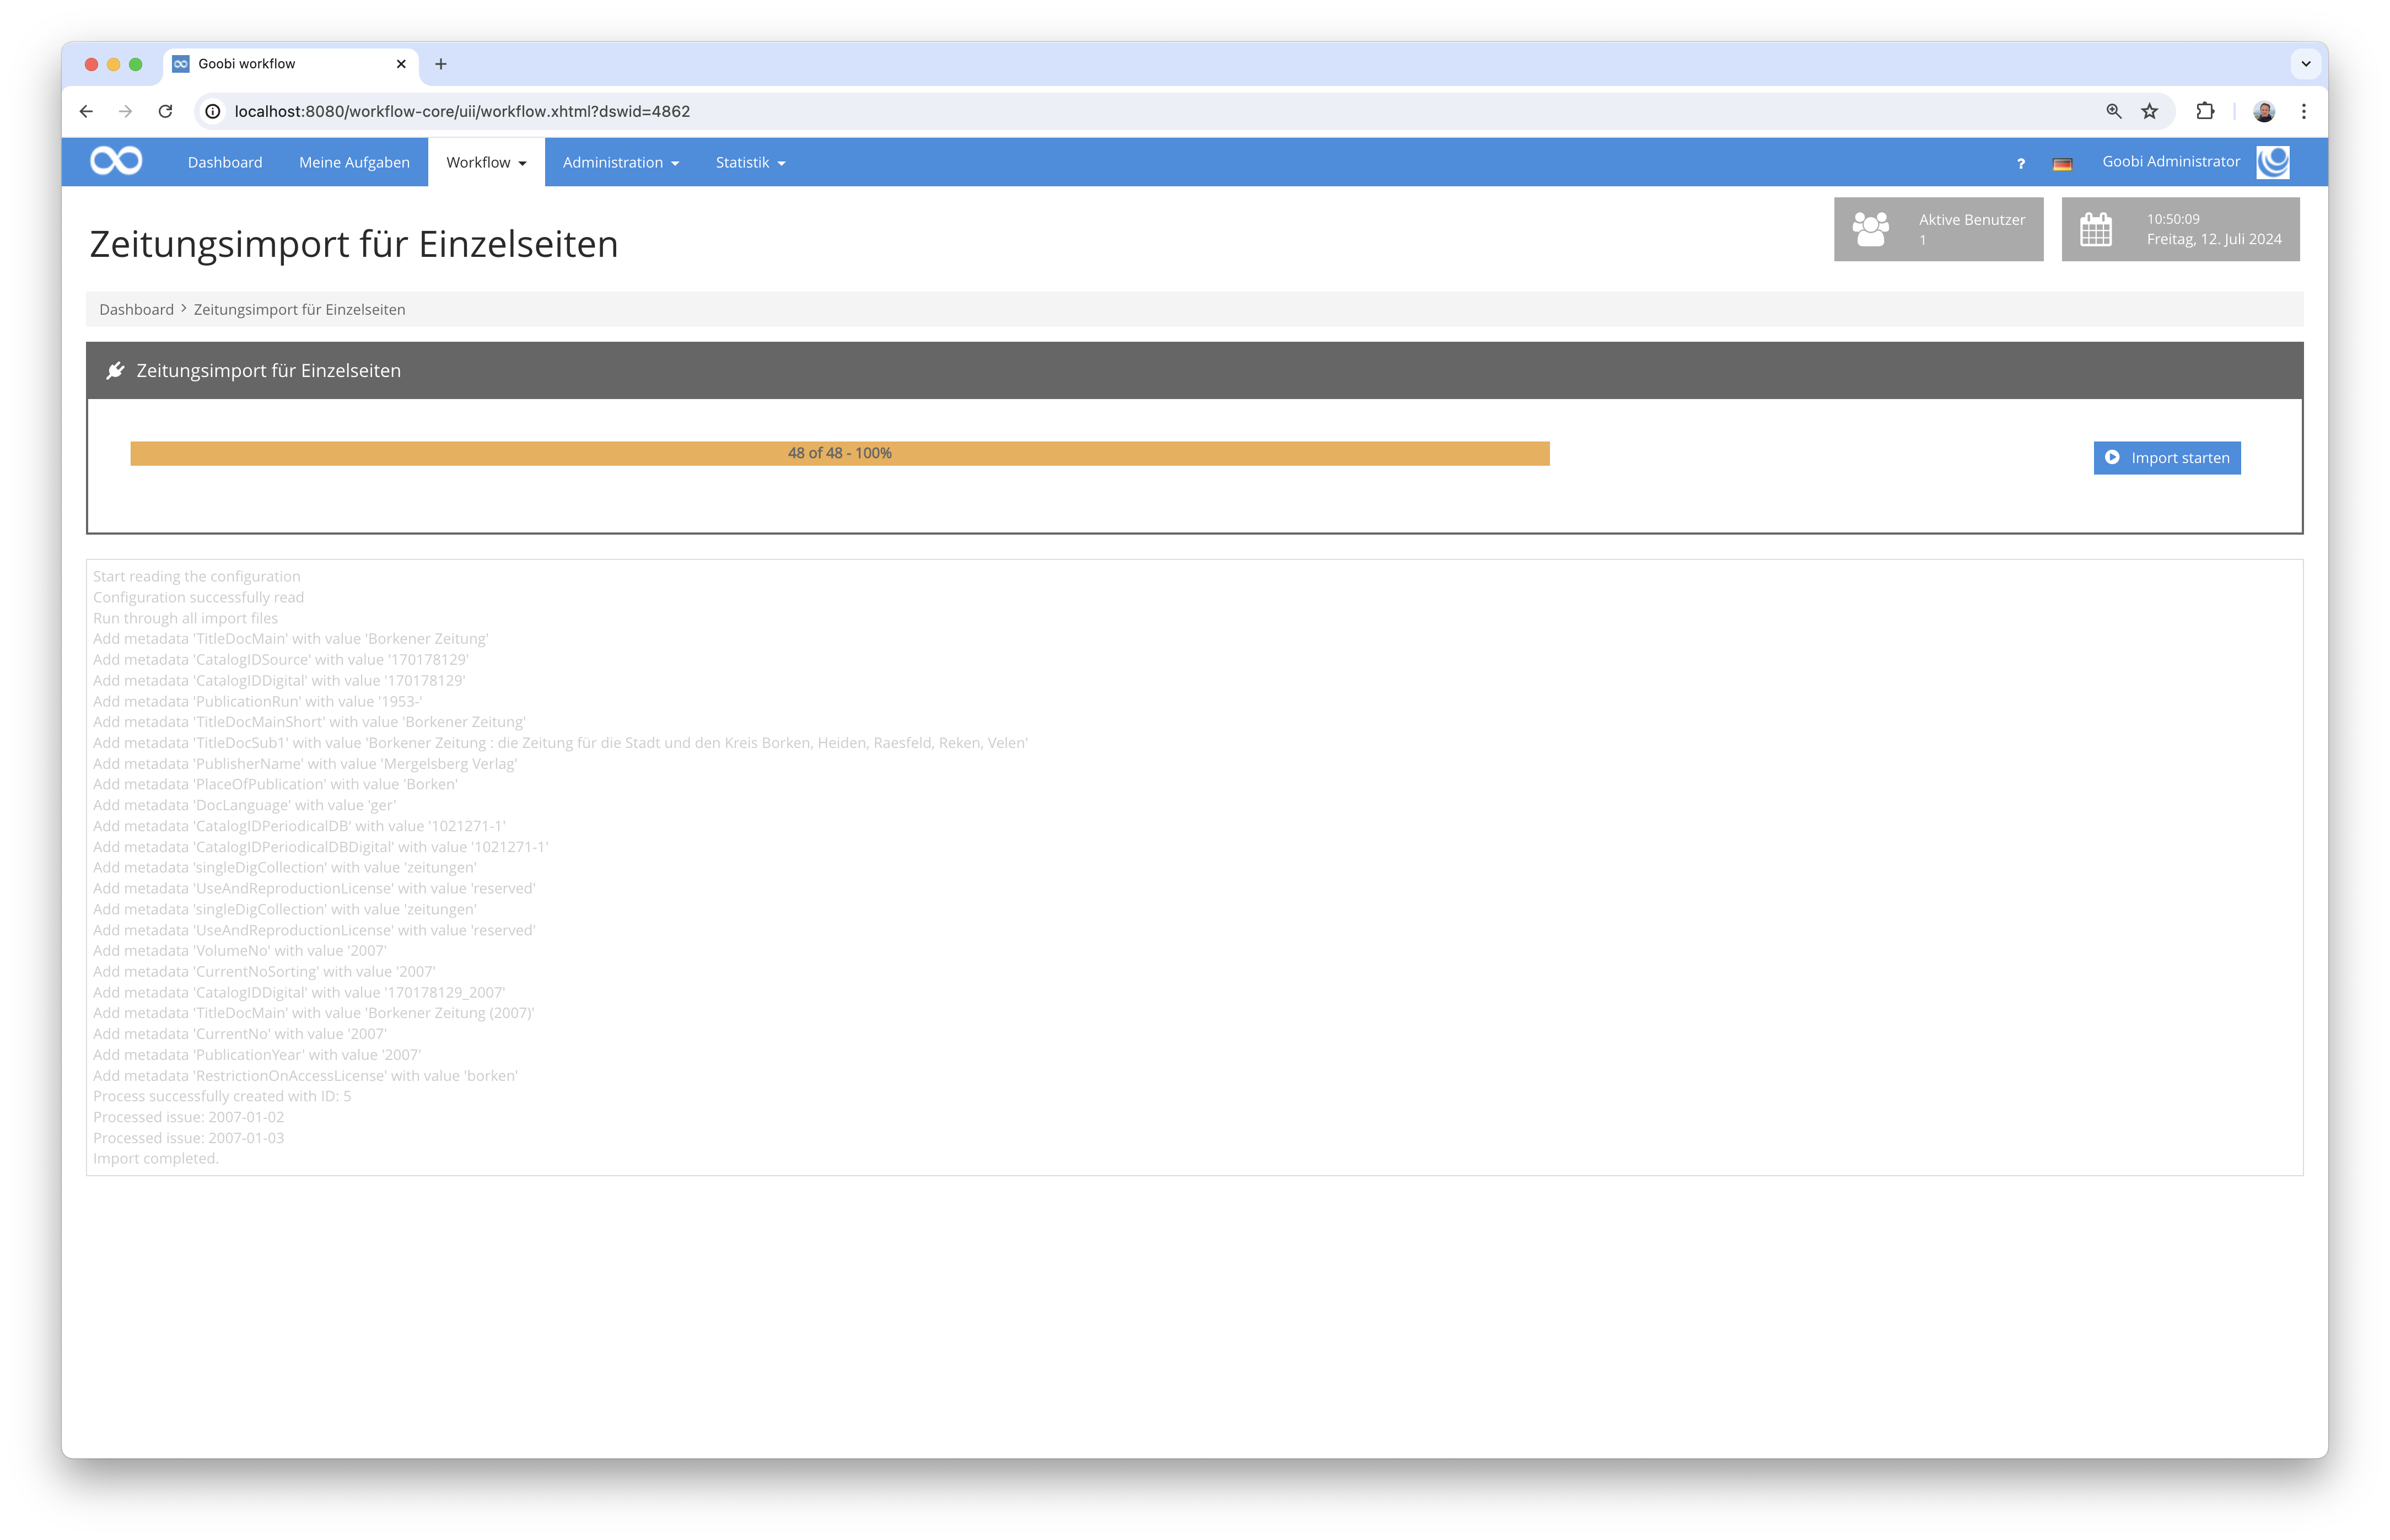 Goobi workflow
localhost:8080/workflow-core/uii/workflow.xhtml?dswid=4862
Dashboard Meine Aufgaben Workflow Administration Statistik ? Goobi Administrator
Zeitungsimport für Einzelseiten
Aktive Benutzer
1
10:50:09
Freitag, 12. Juli 2024
Dashboard > Zeitungsimport für Einzelseiten
Zeitungsimport für Einzelseiten
48 of 48 - 100%
Import starten
Start reading the configuration
Configuration successfully read
Run through all import files
Add metadata 'TitleDocMain' with value 'Borkener Zeitung'
Add metadata 'CatalogIDSource' with value '170178129'
Add metadata 'CatalogIDDigital' with value '170178129'
Add metadata 'PublicationRun' with value '1953-'
Add metadata 'TitleDocMainShort' with value 'Borkener Zeitung'
Add metadata 'TitleDocSub1' with value 'Borkener Zeitung : die Zeitung für die Stadt und den Kreis Borken, Heiden, Raesfeld, Reken, Velen'
Add metadata 'PublisherName' with value 'Mergelsberg Verlag'
Add metadata 'PlaceOfPublication' with value 'Borken'
Add metadata 'DocLanguage' with value 'ger'
Add metadata 'CatalogIDPeriodicalDB' with value '1021271-1'
Add metadata 'CatalogIDPeriodicalDBDigital' with value '1021271-1'
Add metadata 'singleDigCollection' with value 'zeitungen'
Add metadata 'UseAndReproductionLicense' with value 'reserved'
Add metadata 'singleDigCollection' with value 'zeitungen'
Add metadata 'UseAndReproductionLicense' with value 'reserved'
Add metadata 'VolumeNo' with value '2007'
Add metadata 'CurrentNoSorting' with value '2007'
Add metadata 'CatalogIDDigital' with value '170178129_2007'
Add metadata 'TitleDocMain' with value 'Borkener Zeitung (2007)'
Add metadata 'CurrentNo' with value '2007'
Add metadata 'PublicationYear' with value '2007'
Add metadata 'RestrictionOnAccessLicense' with value 'borken'
Process successfully created with ID: 5
Processed issue: 2007-01-02
Processed issue: 2007-01-03
Import completed.